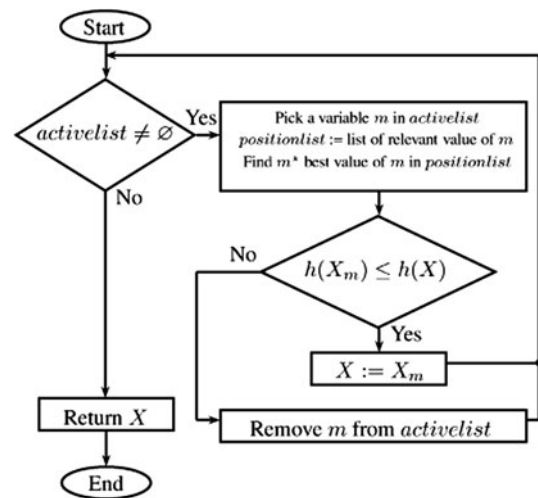 Start
activelist ≠ ∅
Yes
Pick a variable m in activelist
positionlist := list of relevant value of m
Find m* best value of m in positionlist
No
h(X_m) ≤ h(X)
No
Yes
X := X_m
Return X
Remove m from activelist
End